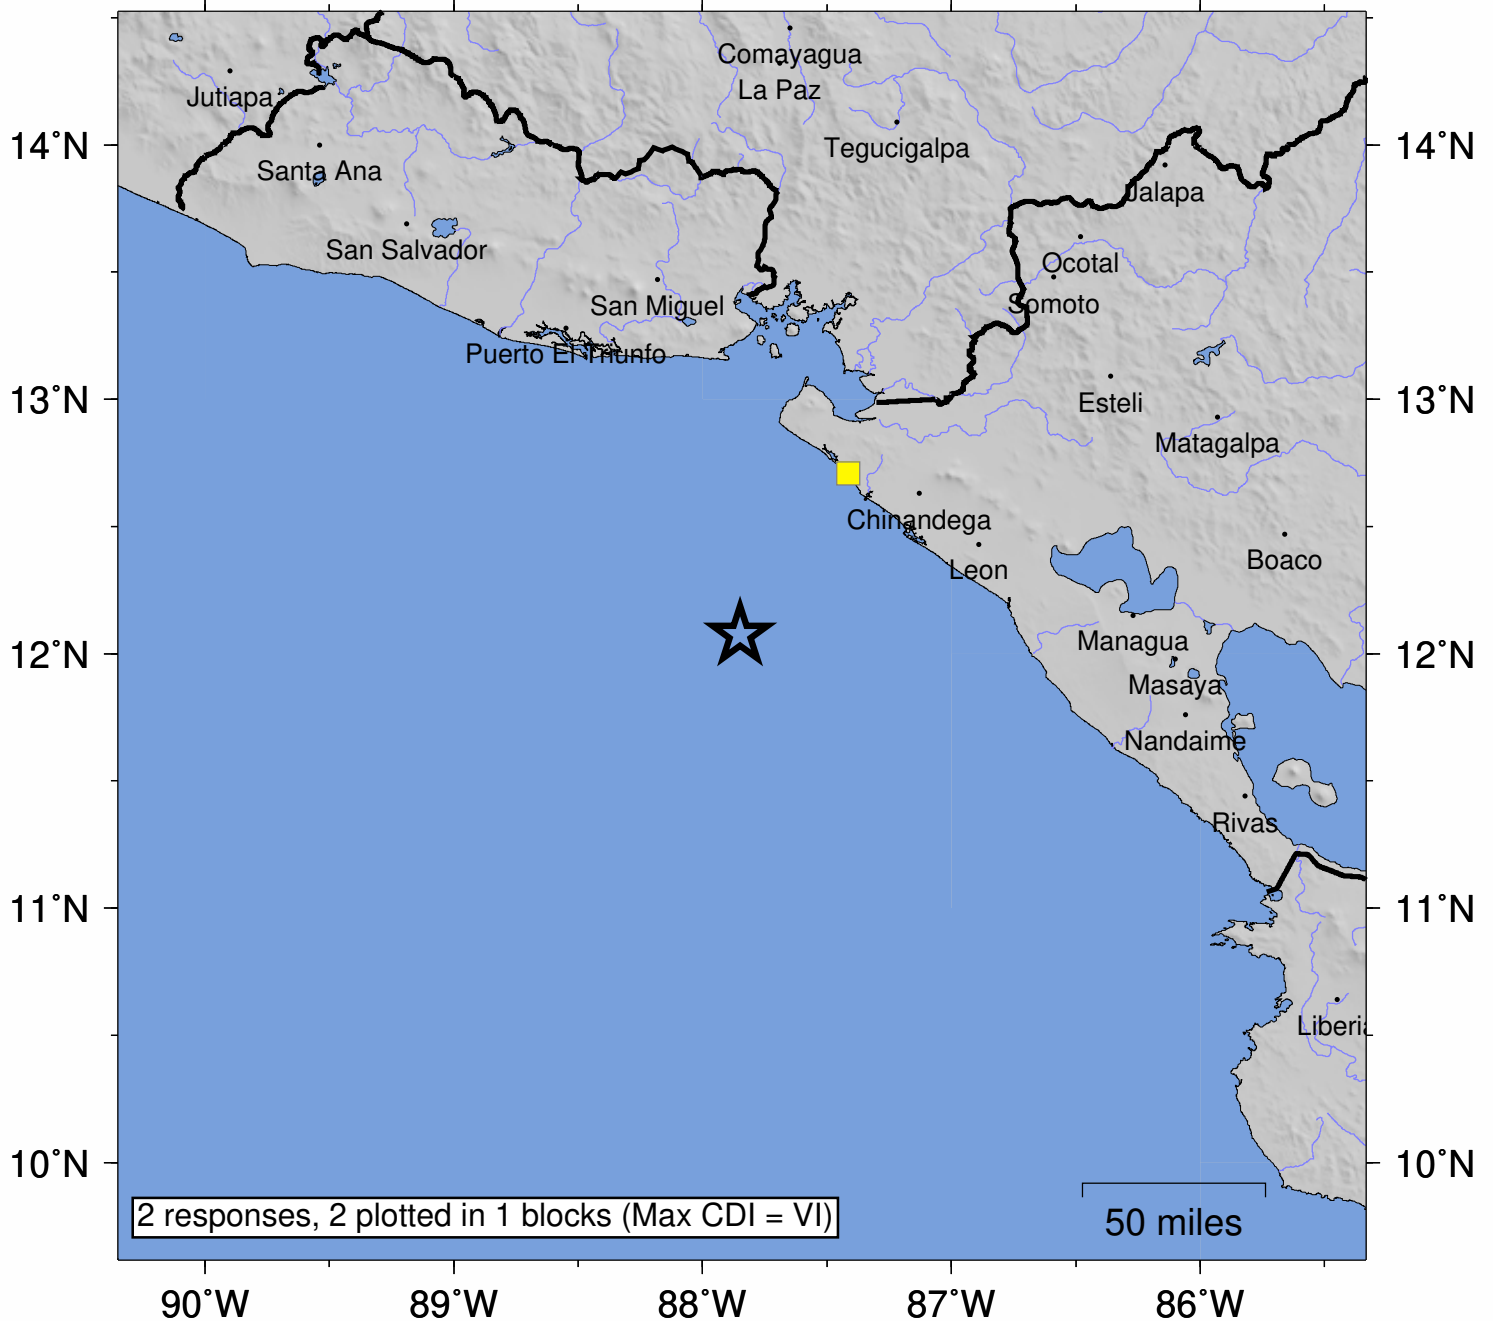 Comayagua
La Paz
Jutiapa
Tegucigalpa
14°N
14°N
Santa Ana
Jalapa
San Salvador
Ocotal
San Miguel
Somoto
Puerto El Triunfo
13°N
13°N
Esteli
Matagalpa
Chinandega
Boaco
Leon
Managua
12°N
12°N
Masaya
Nandaime
Rivas
11°N
11°N
Liberia
10°N
10°N
2 responses, 2 plotted in 1 blocks (Max CDI = VI)
50 miles
90°W
89°W
88°W
87°W
86°W